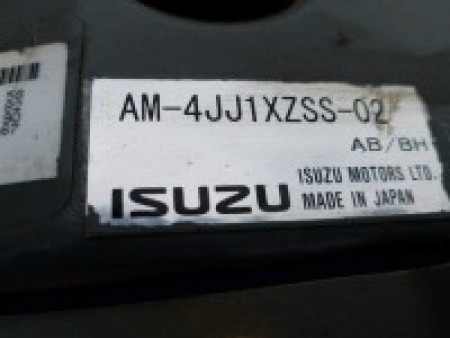 AM-4JJ1XZSS-02
AB/BH
ISUZU MOTORS LTD.
ISUZU MADE IN JAPAN